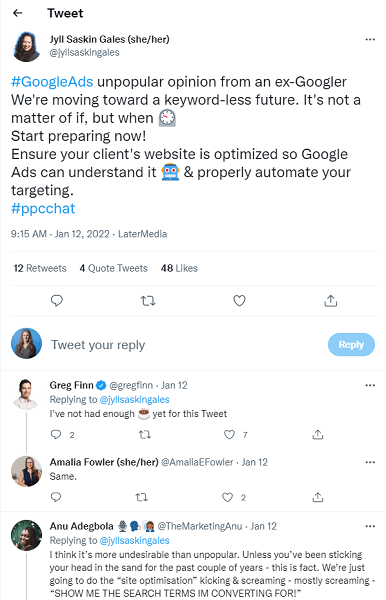 Tweet
Jyll Saskin Gales (she/her)
@jyllsaskingales
#GoogleAds unpopular opinion from an ex-Googler
We're moving toward a keyword-less future. It's not a
matter of if, but when 🕰️
Start preparing now!
Ensure your client's website is optimized so Google
Ads can understand it 🤖 & properly automate your
targeting.
#ppcchat
9:15 AM · Jan 12, 2022 · LaterMedia
12 Retweets 4 Quote Tweets 48 Likes
Tweet your reply
Reply
Greg Finn @gregfinn · Jan 12
Replying to @jyllsaskingales
I've not had enough ☕ yet for this Tweet
2 7
Amalia Fowler (she/her) @AmaliaEFowler · Jan 12
Same.
2
Anu Adegbola 🎙️🗣️👩🏾‍💼 @TheMarketingAnu · Jan 12
Replying to @jyllsaskingales
I think it's more undesirable than unpopular. Unless you've been sticking
your head in the sand for the past couple of years - this is fact. We're just
going to do the “site optimisation” kicking & screaming - mostly screaming -
“SHOW ME THE SEARCH TERMS IM CONVERTING FOR!”